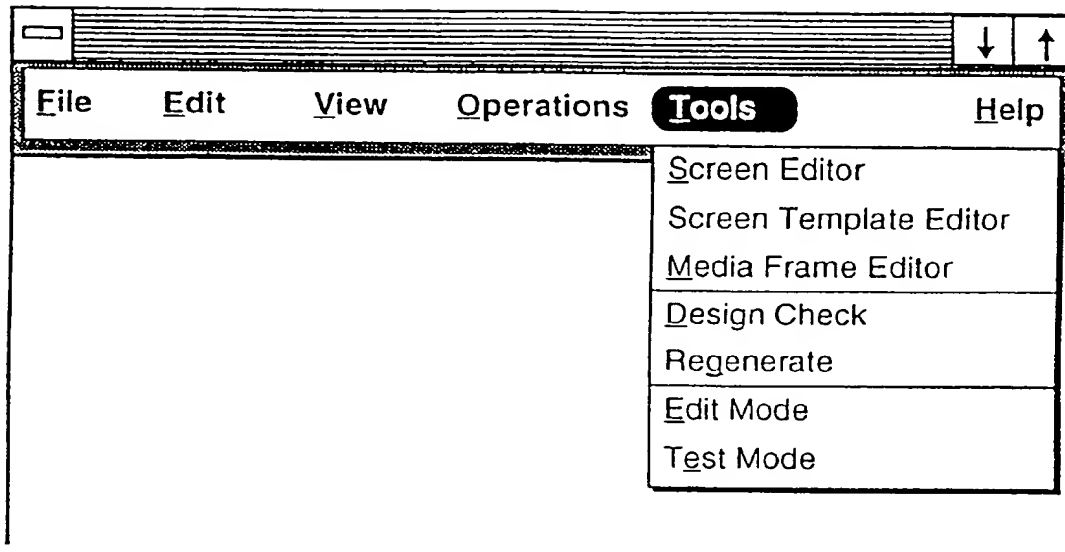 File Edit View Operations Tools Help
Screen Editor
Screen Template Editor
Media Frame Editor
Design Check
Regenerate
Edit Mode
Test Mode